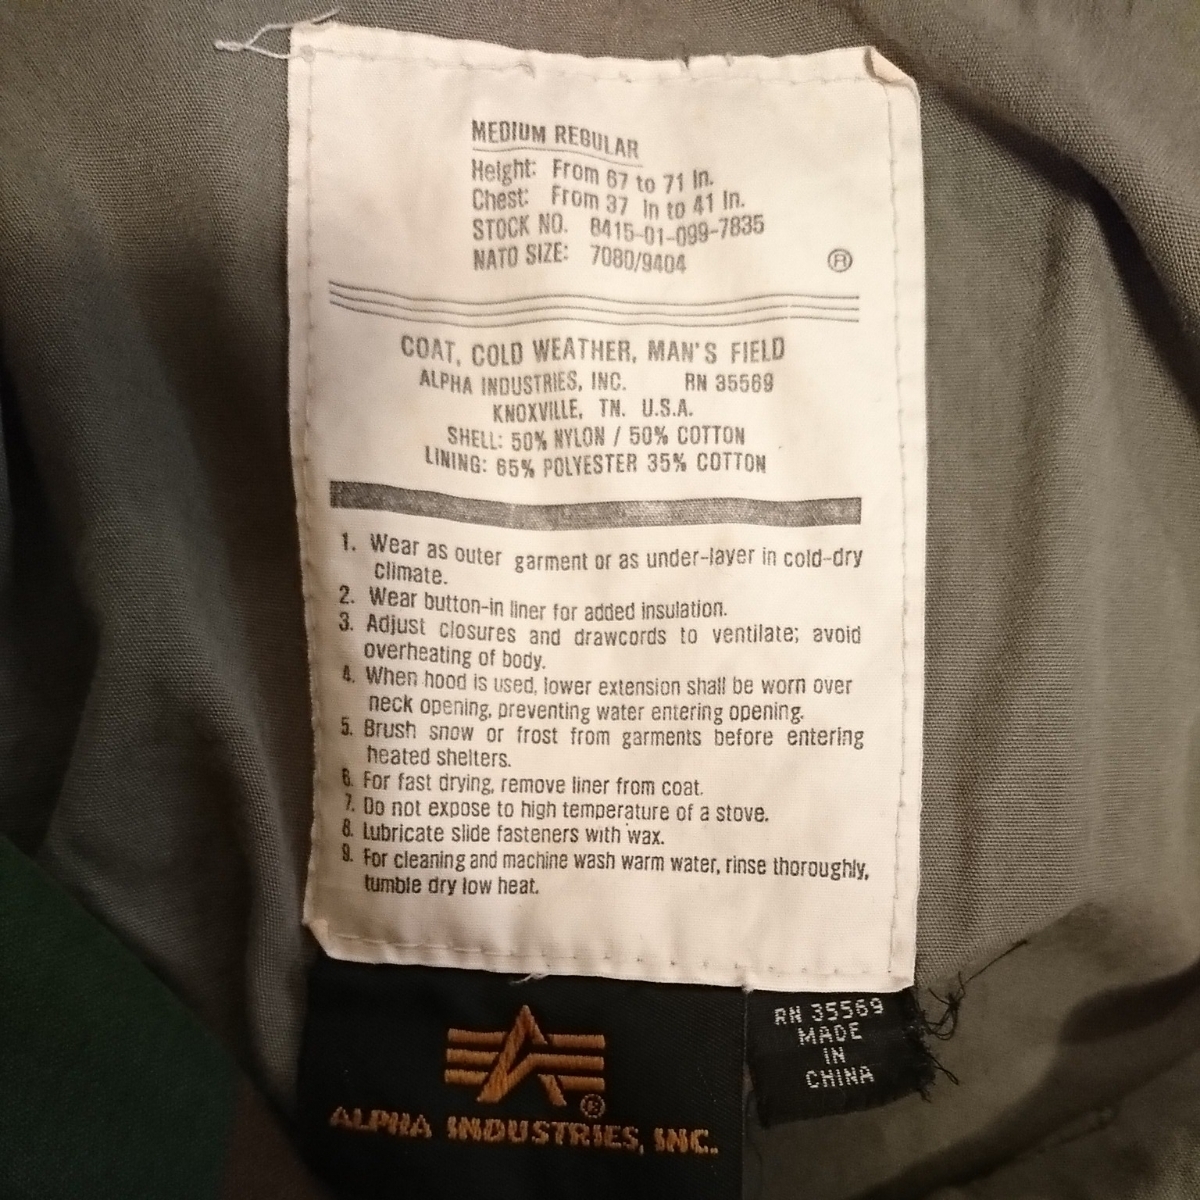 MEDIUM REGULAR
Height: From 67 to 71 In.
Chest: From 37 In to 41 In.
STOCK NO. 8415-01-099-7835
NATO SIZE: 7080/9404
®
COAT, COLD WEATHER, MAN'S FIELD
ALPHA INDUSTRIES, INC. RN 35569
KNOXVILLE, TN. U.S.A.
SHELL: 50% NYLON / 50% COTTON
LINING: 65% POLYESTER 35% COTTON
1. Wear as outer garment or as under-layer in cold-dry
climate.
2. Wear button-in liner for added insulation.
3. Adjust closures and drawcords to ventilate; avoid
overheating of body.
4. When hood is used, lower extension shall be worn over
neck opening, preventing water entering opening.
5. Brush snow or frost from garments before entering
heated shelters.
6. For fast drying, remove liner from coat.
7. Do not expose to high temperature of a stove.
8. Lubricate slide fasteners with wax.
9. For cleaning and machine wash warm water, rinse thoroughly,
tumble dry low heat.
®
ALPHA INDUSTRIES, INC.
RN 35569
MADE
IN
CHINA